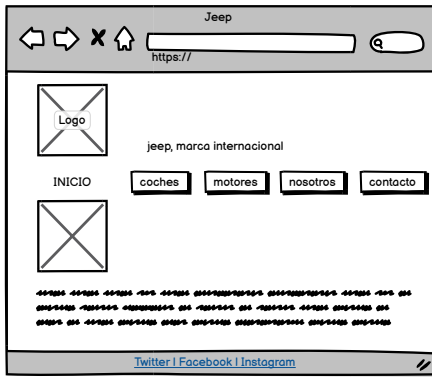 Jeep
https://
Logo
jeep, marca internacional
INICIO coches motores nosotros contacto
Twitter | Facebook | Instagram